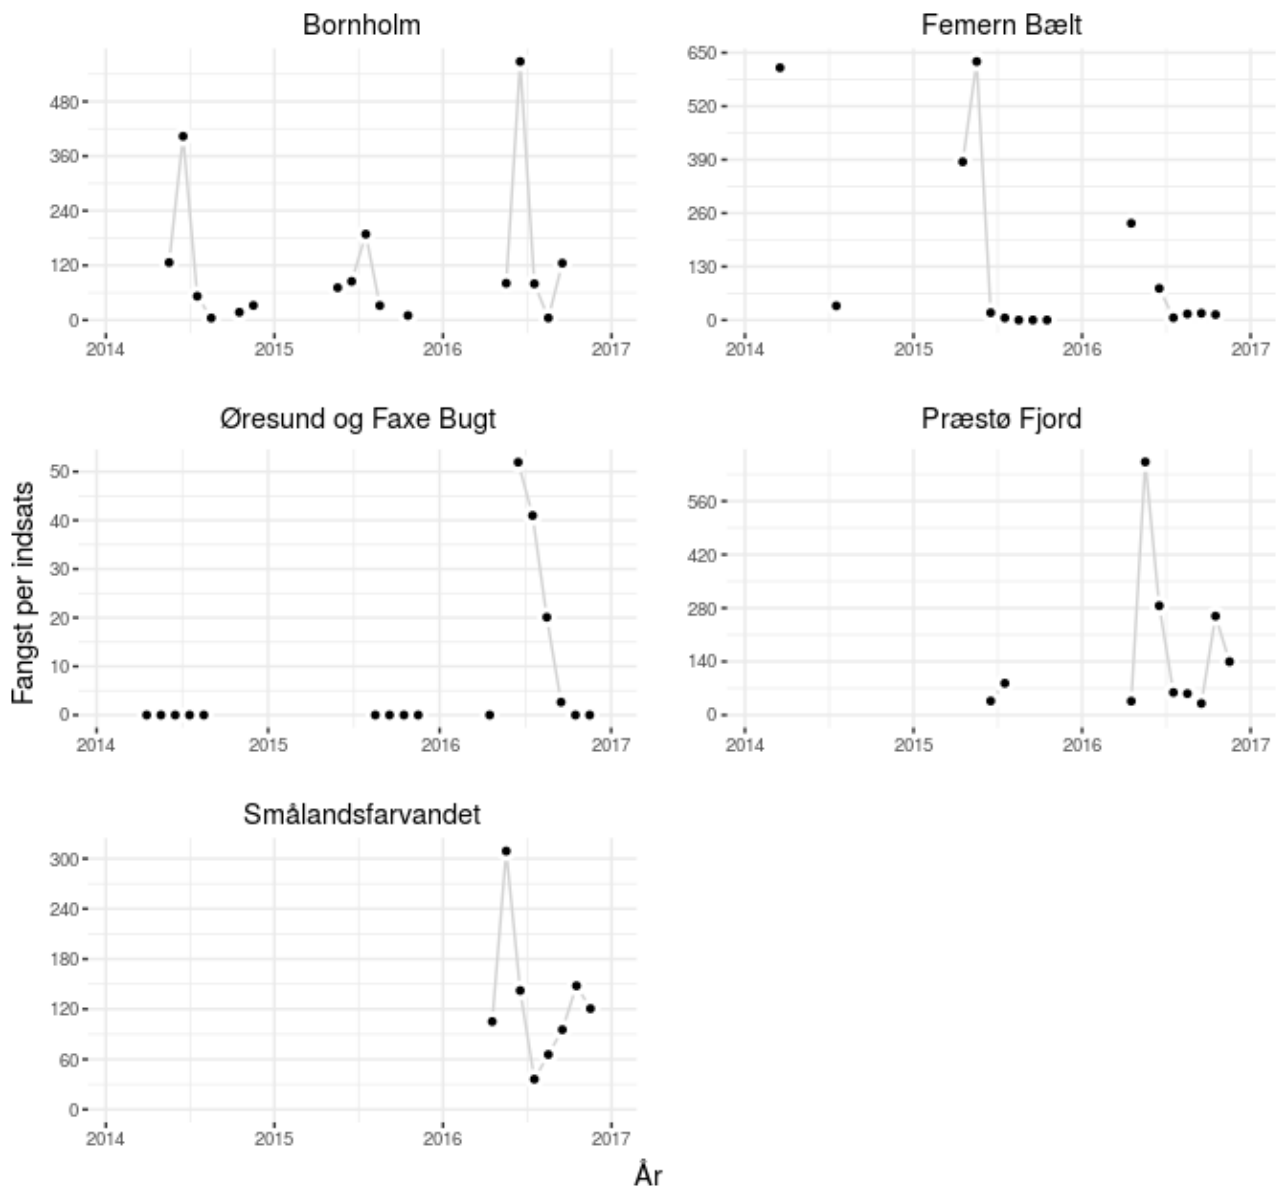 Bornholm
480
360
240
120
0
2014 2015 2016 2017
Femern Bælt
650
520
390
260
130
0
2014 2015 2016 2017
Øresund og Faxe Bugt
50
40
30
20
10
0
2014 2015 2016 2017
Præstø Fjord
560
420
280
140
0
2014 2015 2016 2017
Fangst per indsats
Smålandsfarvandet
300
240
180
120
60
0
2014 2015 2016 2017
År